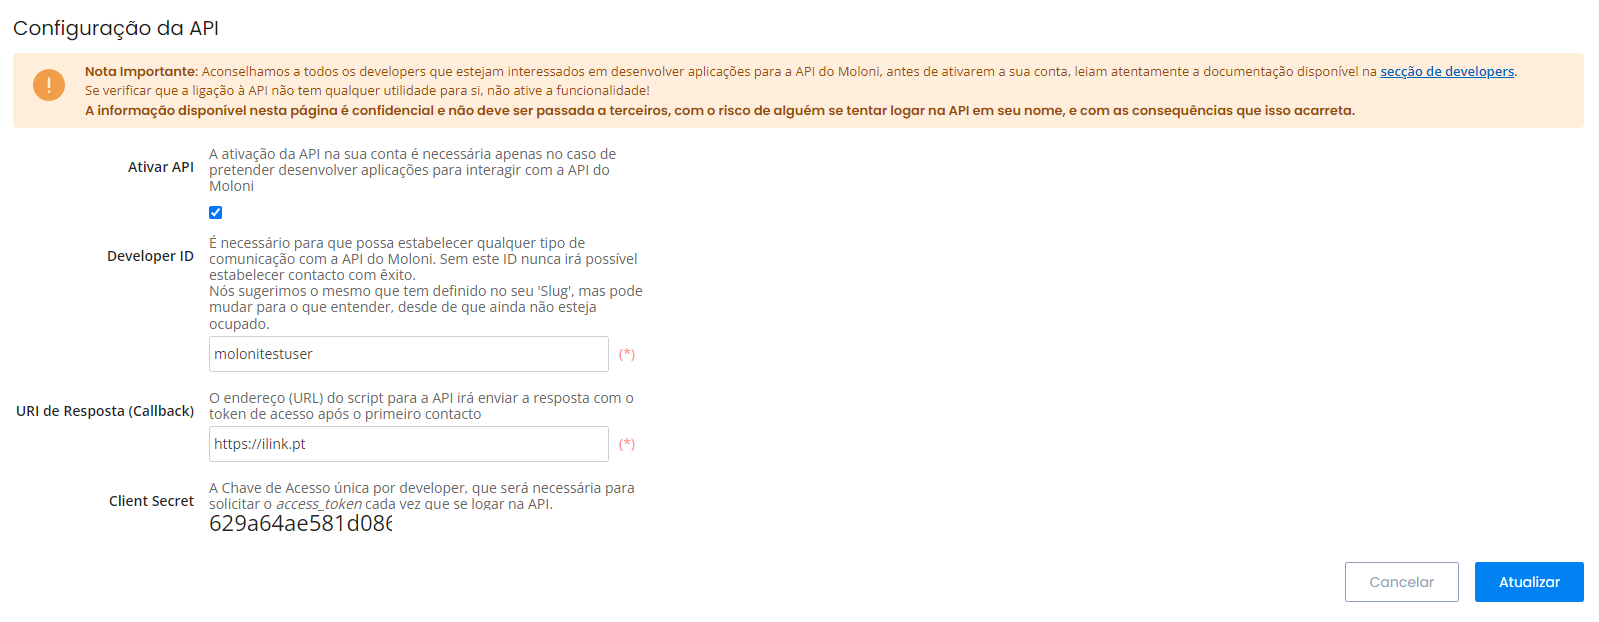 Configuração da API
Nota Importante: Aconselhamos a todos os developers que estejam interessados em desenvolver aplicações para a API do Moloni, antes de ativarem a sua conta, leiam atentamente a documentação disponível na secção de developers.
Se verificar que a ligação à API não tem qualquer utilidade para si, não ative a funcionalidade!
A informação disponível nesta página é confidencial e não deve ser passada a terceiros, com o risco de alguém se tentar logar na API em seu nome, e com as consequências que isso acarreta.
Ativar API
A ativação da API na sua conta é necessária apenas no caso de
pretender desenvolver aplicações para interagir com a API do
Moloni
Developer ID
É necessário para que possa estabelecer qualquer tipo de
comunicação com a API do Moloni. Sem este ID nunca irá possível
estabelecer contacto com êxito.
Nós sugerimos o mesmo que tem definido no seu 'Slug', mas pode
mudar para o que entender, desde de que ainda não esteja
ocupado.
molonitestuser (*)
URI de Resposta (Callback)
O endereço (URL) do script para a API irá enviar a resposta com o
token de acesso após o primeiro contacto
https://ilink.pt (*)
Client Secret
A Chave de Acesso única por developer, que será necessária para
solicitar o access_token cada vez que se logar na API.
629a64ae581d086
Cancelar
Atualizar